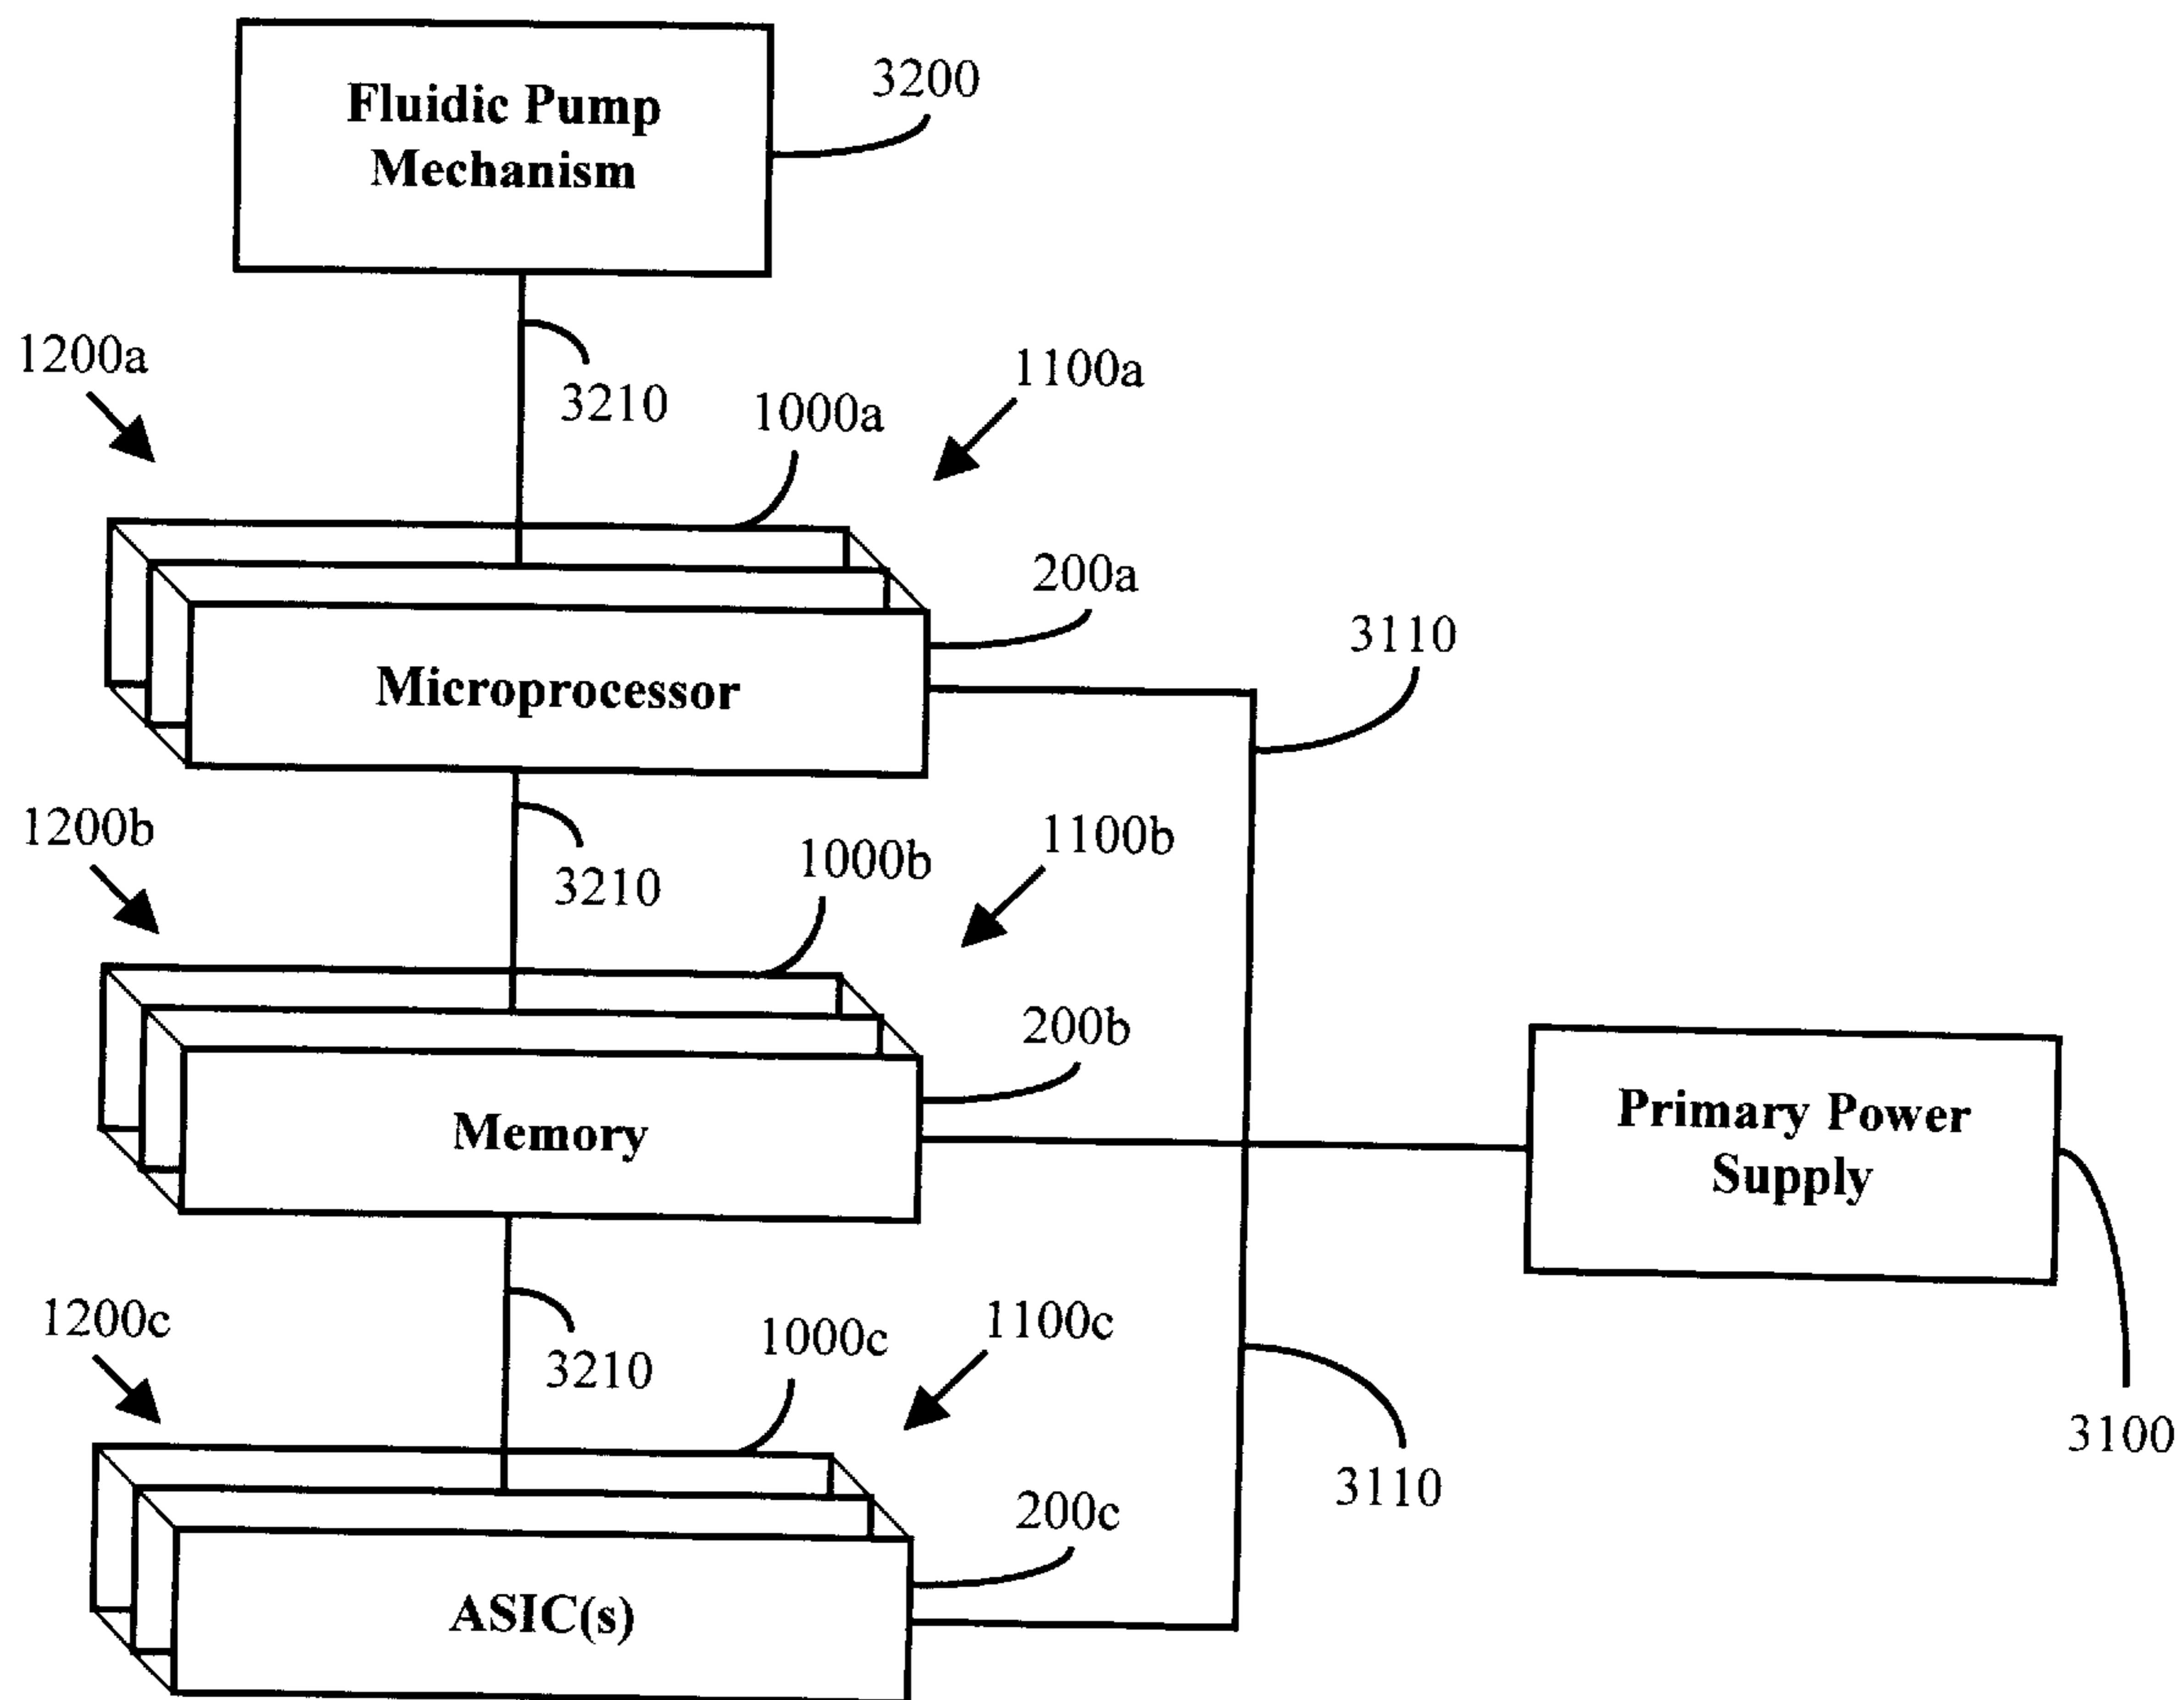 Fluidic Pump
Mechanism
3200
1200a
3210
1000a
1100a
200a
3110
Microprocessor
1200b
3210
1000b
1100b
200b
Memory
Primary Power
Supply
1200c
3210
1000c
1100c
3110
3100
200c
ASIC(s)